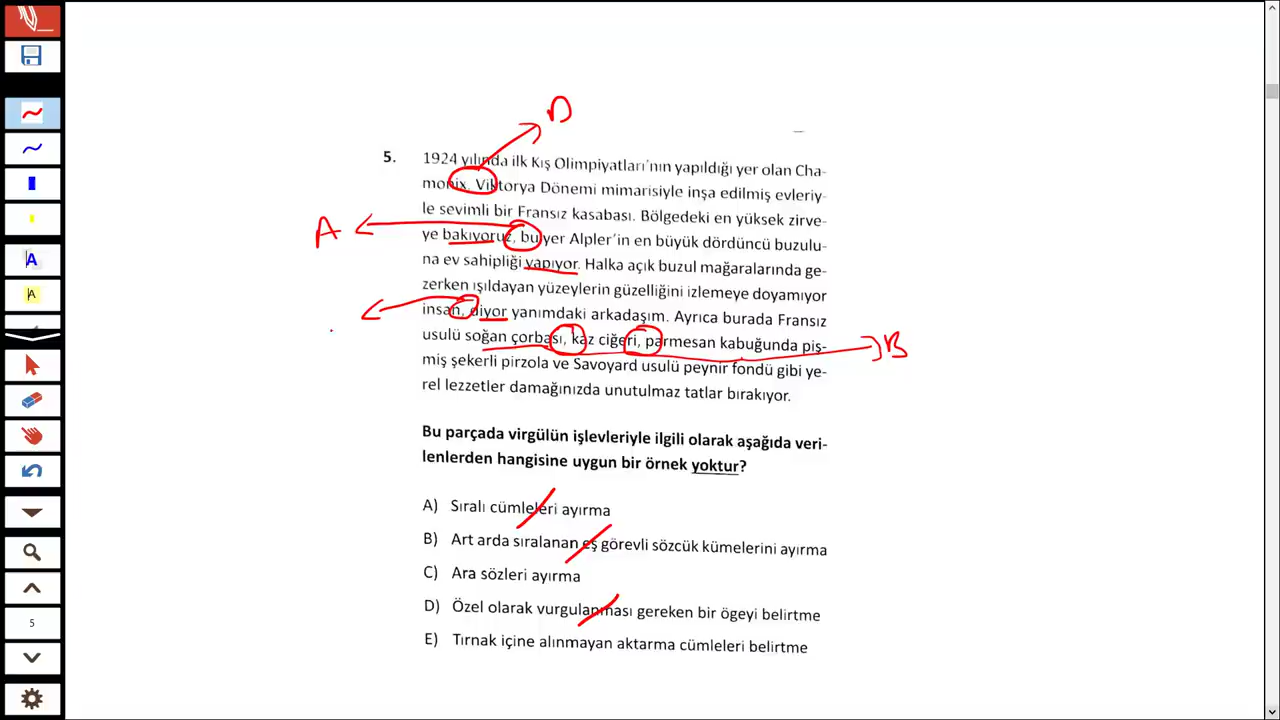 D
5. 1924 yılında ilk Kış Olimpiyatları'nın yapıldığı yer olan Cha-
monix, Viktorya Dönemi mimarisiyle inşa edilmiş evleriy-
le sevimli bir Fransız kasabası. Bölgedeki en yüksek zirve-
A
ye bakıyoruz, bu yer Alpler'in en büyük dördüncü buzulu-
na ev sahipliği yapıyor. Halka açık buzul mağaralarında ge-
zerken ışıldayan yüzeylerin güzelliğini izlemeye doyamıyor
insan, diyor yanımdaki arkadaşım. Ayrıca burada Fransız
usulü soğan çorbası, kaz ciğeri, parmesan kabuğunda piş-
B
miş şekerli pirzola ve Savoyard usulü peynir fondü gibi ye-
rel lezzetler damağınızda unutulmaz tatlar bırakıyor.
Bu parçada virgülün işlevleriyle ilgili olarak aşağıda veri-
lenlerden hangisine uygun bir örnek yoktur?
A) Sıralı cümleleri ayırma
B) Art arda sıralanan eş görevli sözcük kümelerini ayırma
C) Ara sözleri ayırma
D) Özel olarak vurgulanması gereken bir ögeyi belirtme
E) Tırnak içine alınmayan aktarma cümleleri belirtme
A
A
5